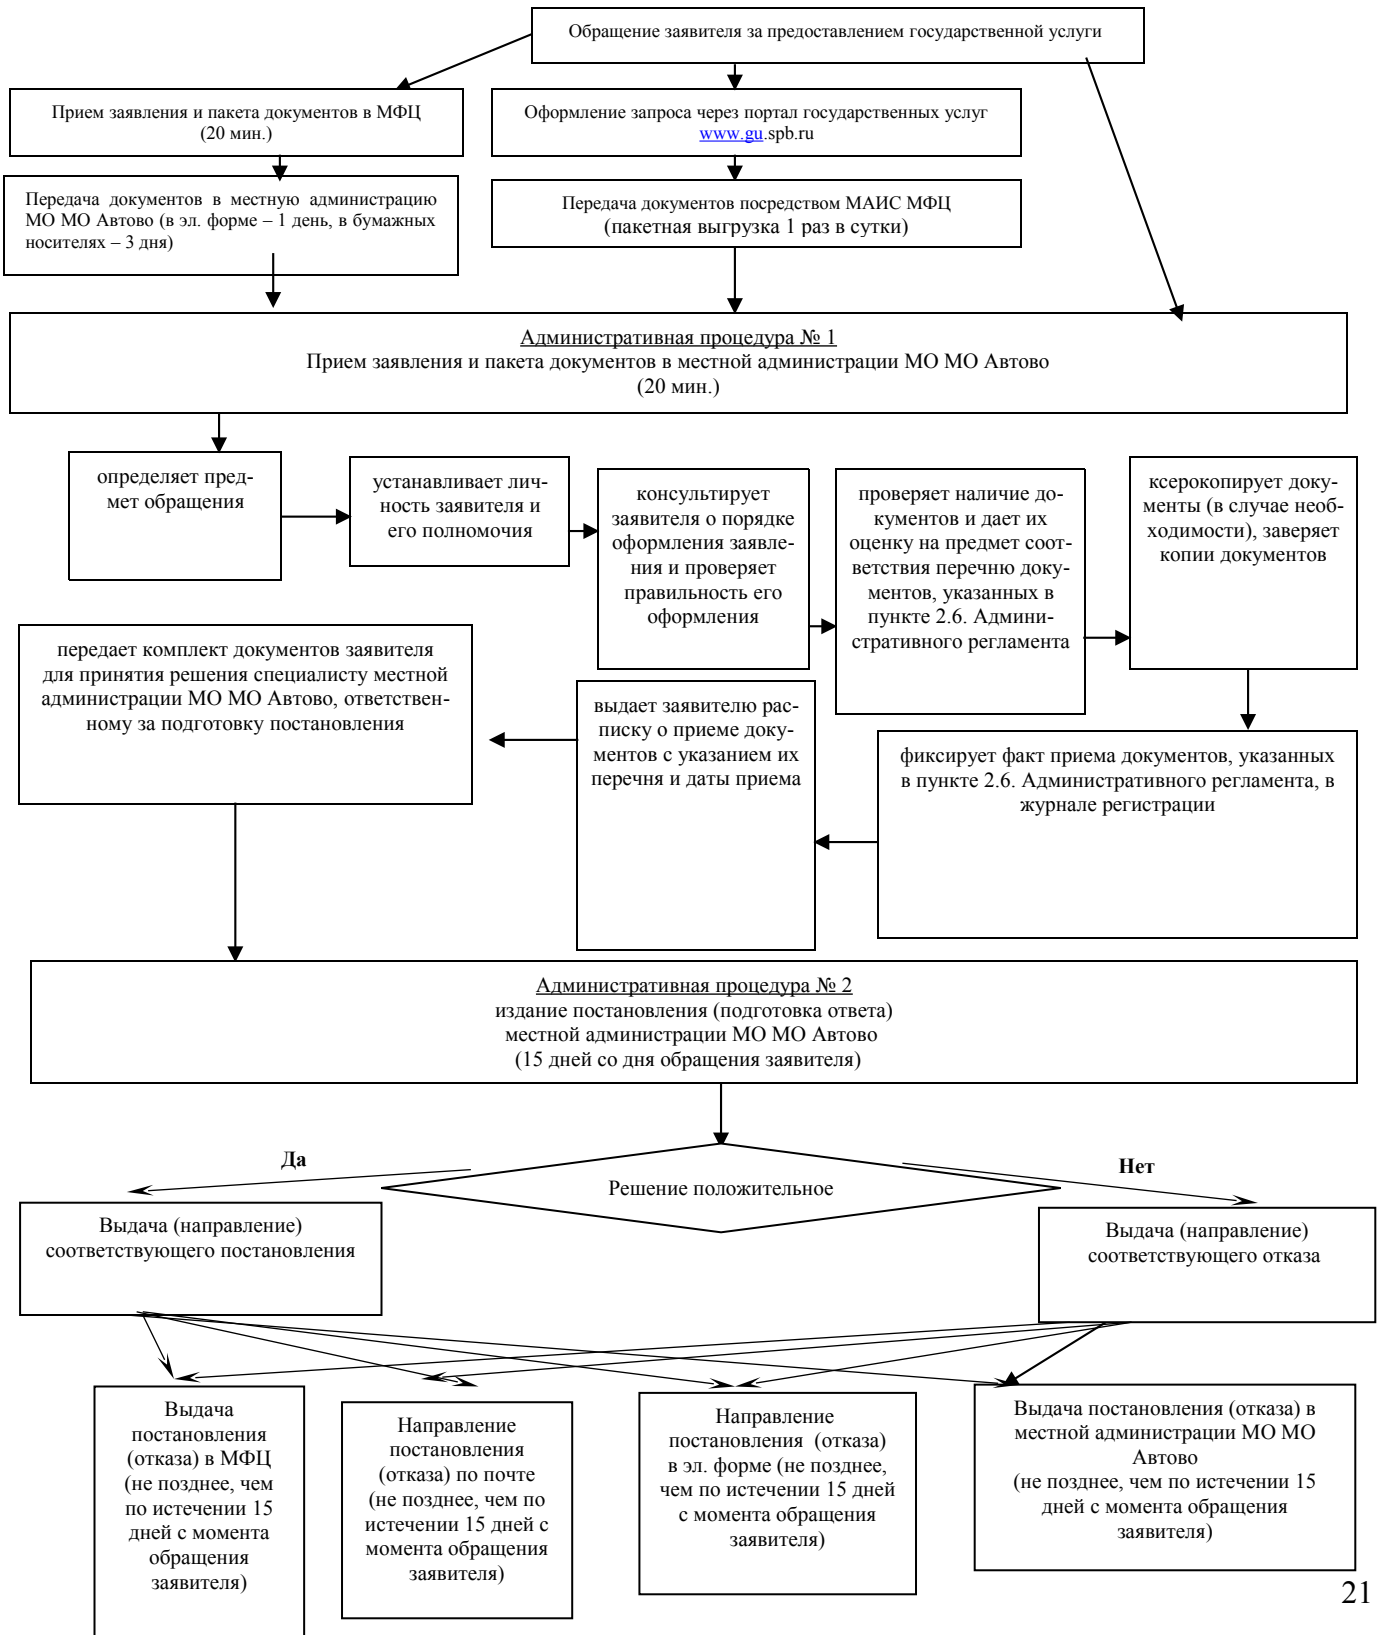 Обращение заявителя за предоставлением государственной услуги
Прием заявления и пакета документов в МФЦ
(20 мин.)
Оформление запроса через портал государственных услуг
www.gu.spb.ru
Передача документов в местную администрацию
МО МО Автово (в эл. форме – 1 день, в бумажных
носителях – 3 дня)
Передача документов посредством МАИС МФЦ
(пакетная выгрузка 1 раз в сутки)
Административная процедура № 1
Прием заявления и пакета документов в местной администрации МО МО Автово
(20 мин.)
определяет пред-
мет обращения
устанавливает лич-
ность заявителя и
его полномочия
консультирует
заявителя о порядке
оформления заявле-
ния и проверяет
правильность его
оформления
проверяет наличие до-
кументов и дает их
оценку на предмет соот-
ветствия перечню доку-
ментов, указанных в
пункте 2.6. Админи-
стративного регламента
ксерокопирует доку-
менты (в случае необ-
ходимости), заверяет
копии документов
передает комплект документов заявителя
для принятия решения специалисту местной
администрации МО МО Автово, ответствен-
ному за подготовку постановления
выдает заявителю рас-
писку о приеме доку-
ментов с указанием их
перечня и даты приема
фиксирует факт приема документов, указанных
в пункте 2.6. Административного регламента, в
журнале регистрации
Административная процедура № 2
издание постановления (подготовка ответа)
местной администрации МО МО Автово
(15 дней со дня обращения заявителя)
Да
Нет
Решение положительное
Выдача (направление)
соответствующего постановления
Выдача (направление)
соответствующего отказа
Выдача
постановления
(отказа) в МФЦ
(не позднее, чем
по истечении 15
дней с момента
обращения
заявителя)
Направление
постановления
(отказа) по почте
(не позднее, чем по
истечении 15 дней с
момента обращения
заявителя)
Направление
постановления (отказа)
в эл. форме (не позднее,
чем по истечении 15 дней
с момента обращения
заявителя)
Выдача постановления (отказа) в
местной администрации МО МО
Автово
(не позднее, чем по истечении 15
дней с момента обращения
заявителя)
21